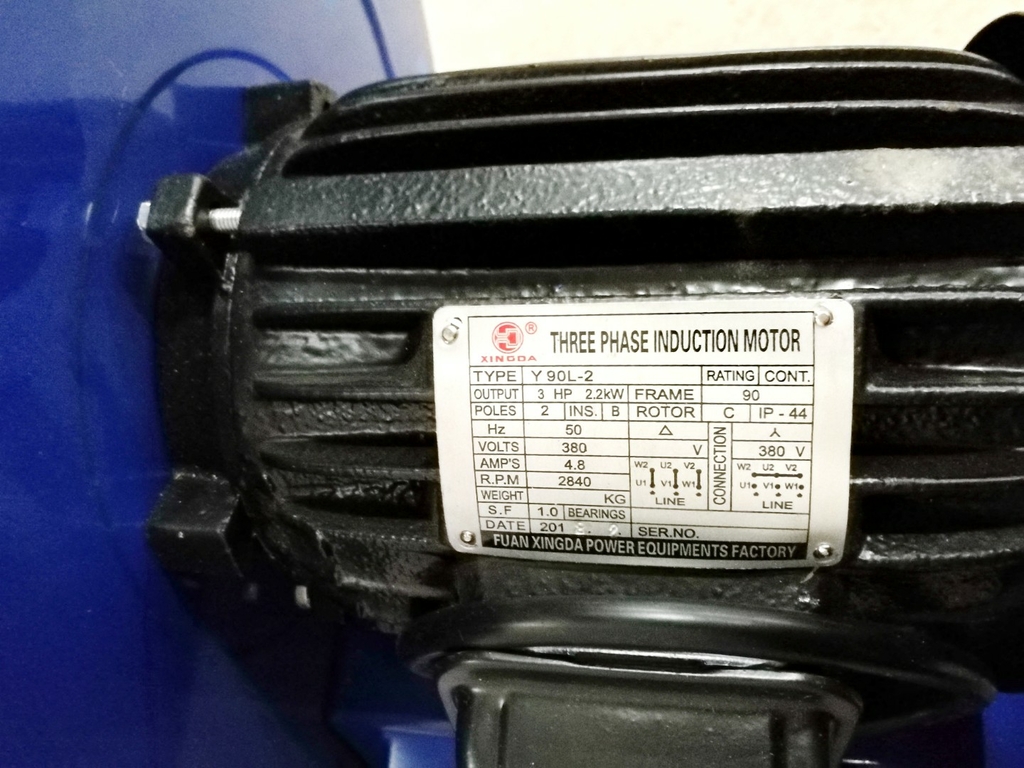 ® THREE PHASE INDUCTION MOTOR
XINGDA
TYPE Y 90L-2 RATING CONT.
OUTPUT 3 HP 2.2kW FRAME 90
POLES 2 INS. B ROTOR C IP-44
Hz 50 △ CONNECTION 人
VOLTS 380 V 380 V
AMP'S 4.8 W2 U2 V2 W2 U2 V2
R.P.M 2840 U1 V1 W1 U1 V1 W1
WEIGHT KG LINE LINE
S.F 1.0 BEARINGS
DATE 201 SER.NO.
FUAN XINGDA POWER EQUIPMENTS FACTORY